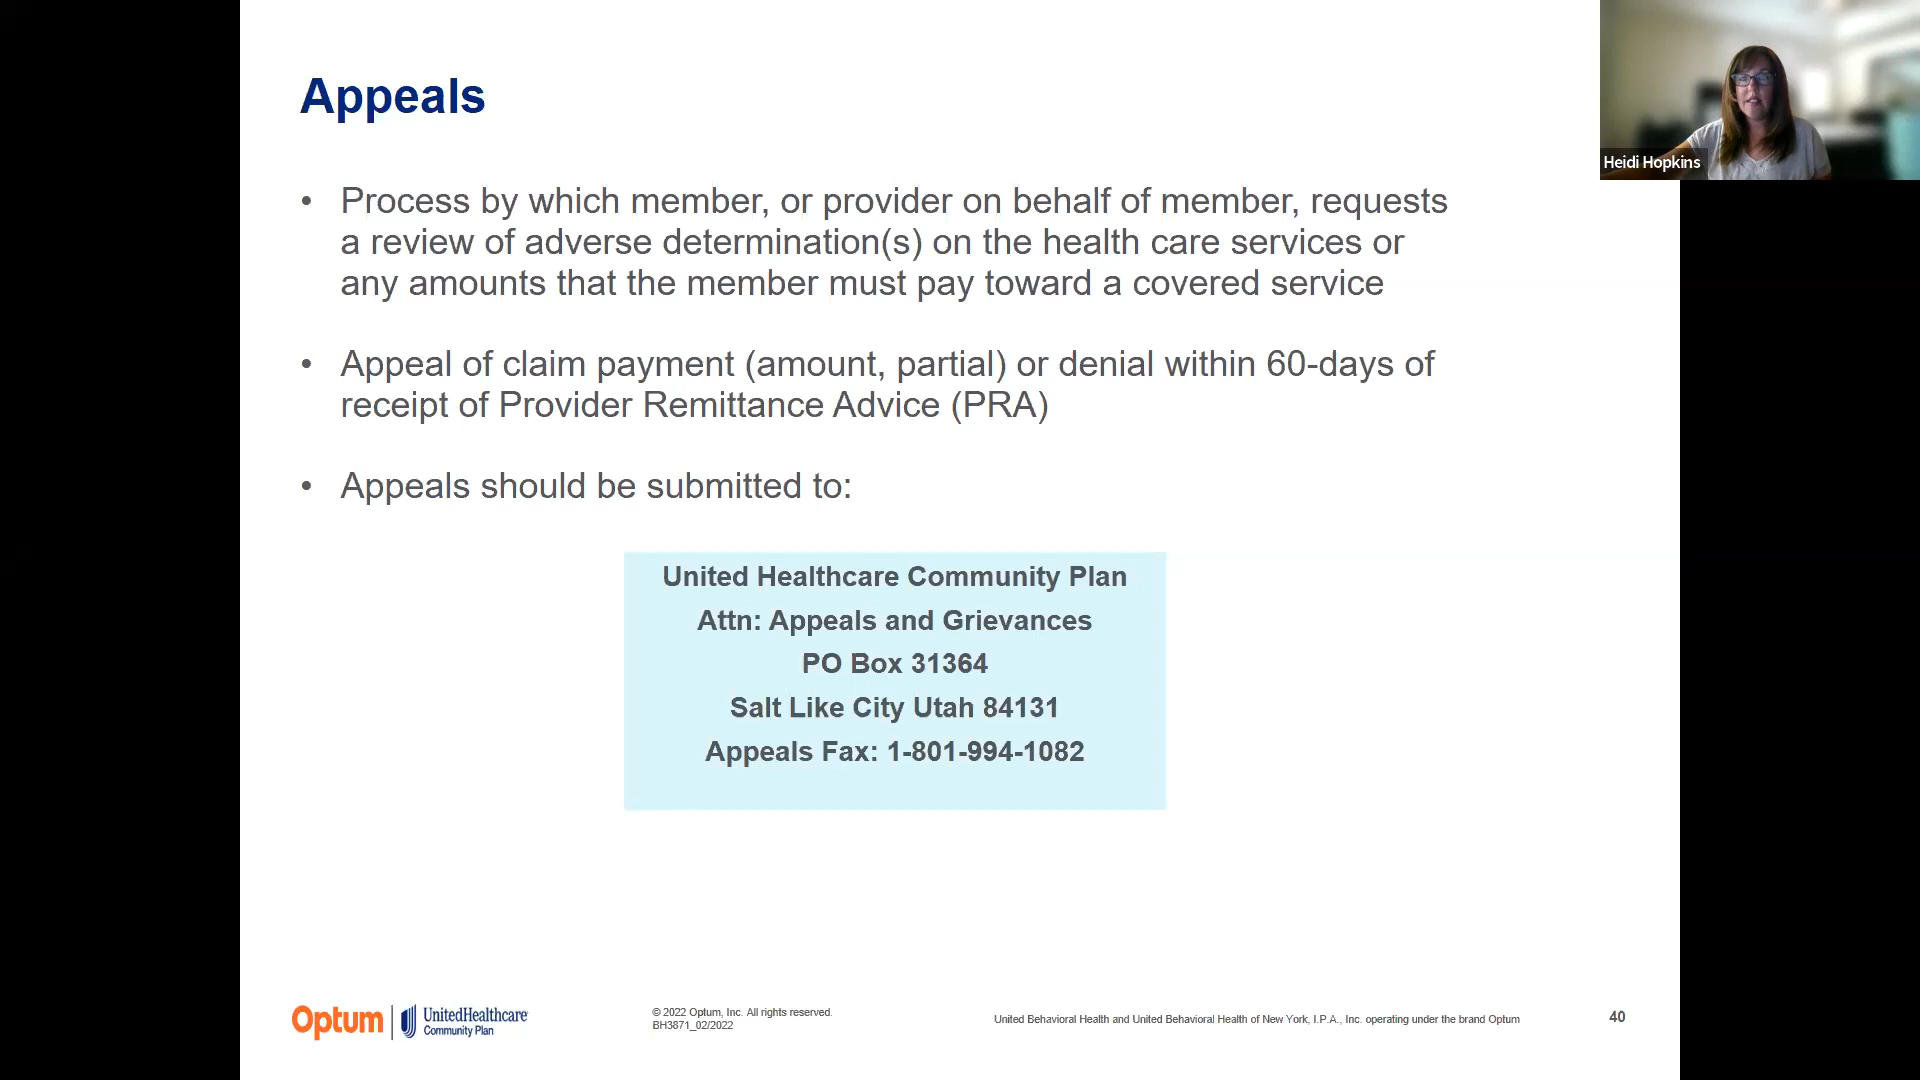 Appeals
Heidi Hopkins
• Process by which member, or provider on behalf of member, requests
a review of adverse determination(s) on the health care services or
any amounts that the member must pay toward a covered service
• Appeal of claim payment (amount, partial) or denial within 60-days of
receipt of Provider Remittance Advice (PRA)
• Appeals should be submitted to:
United Healthcare Community Plan
Attn: Appeals and Grievances
PO Box 31364
Salt Like City Utah 84131
Appeals Fax: 1-801-994-1082
Optum
UnitedHealthcare
Community Plan
© 2022 Optum, Inc. All rights reserved.
BH3871_02/2022
United Behavioral Health and United Behavioral Health of New York, I.P.A., Inc. operating under the brand Optum
40